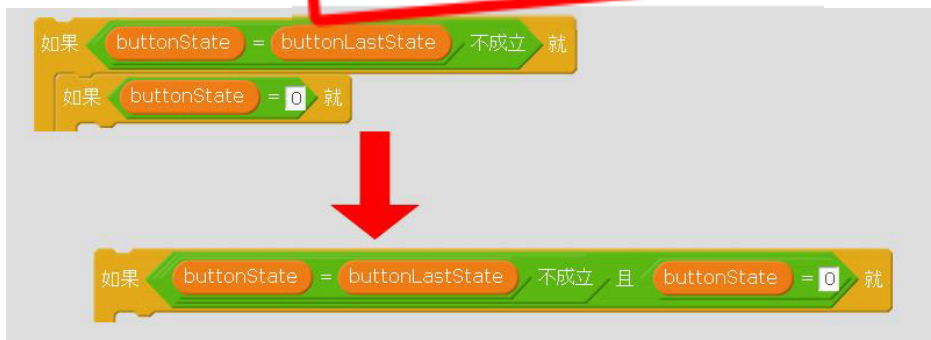 如果 buttonState = buttonLastState 不成立 就
如果 buttonState = 0 就
如果 buttonState = buttonLastState 不成立 且 buttonState = 0 就